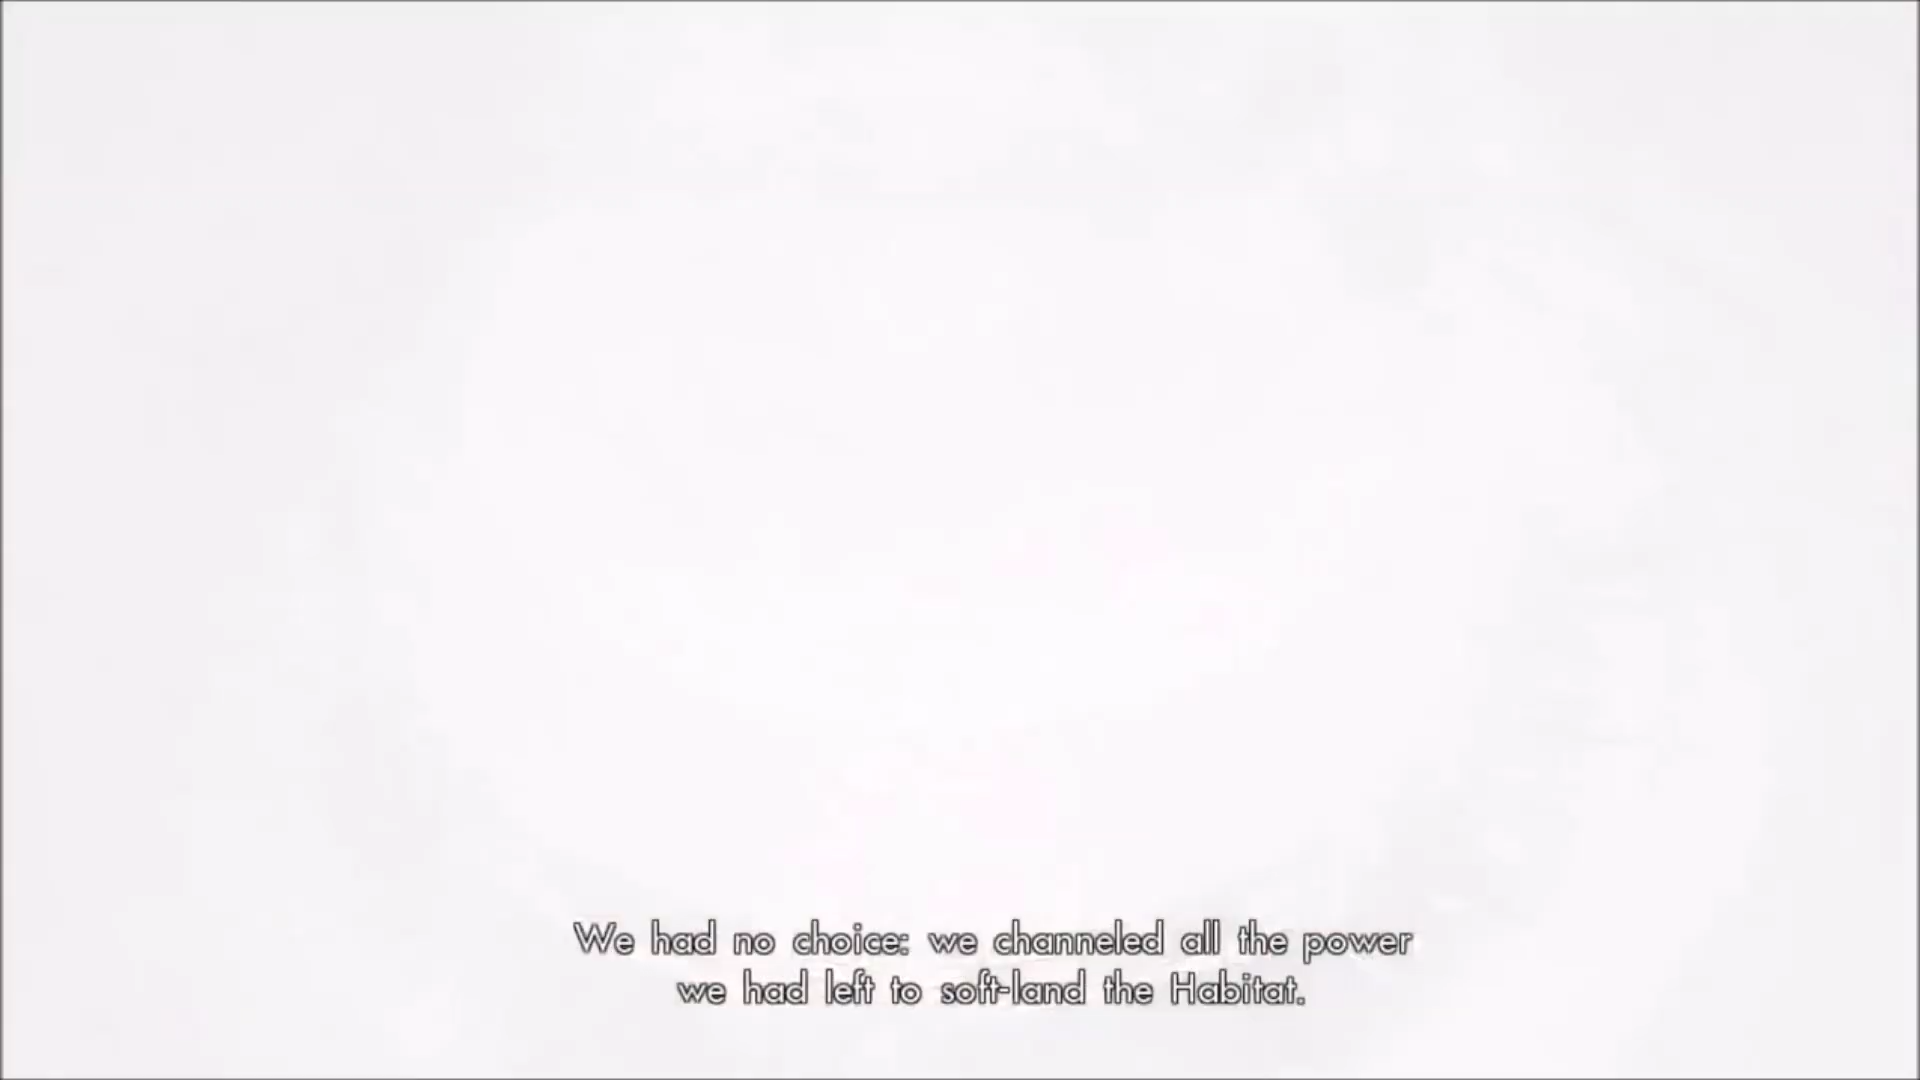 We had no choice: we channeled all the power
we had left to soft-land the Habitat.